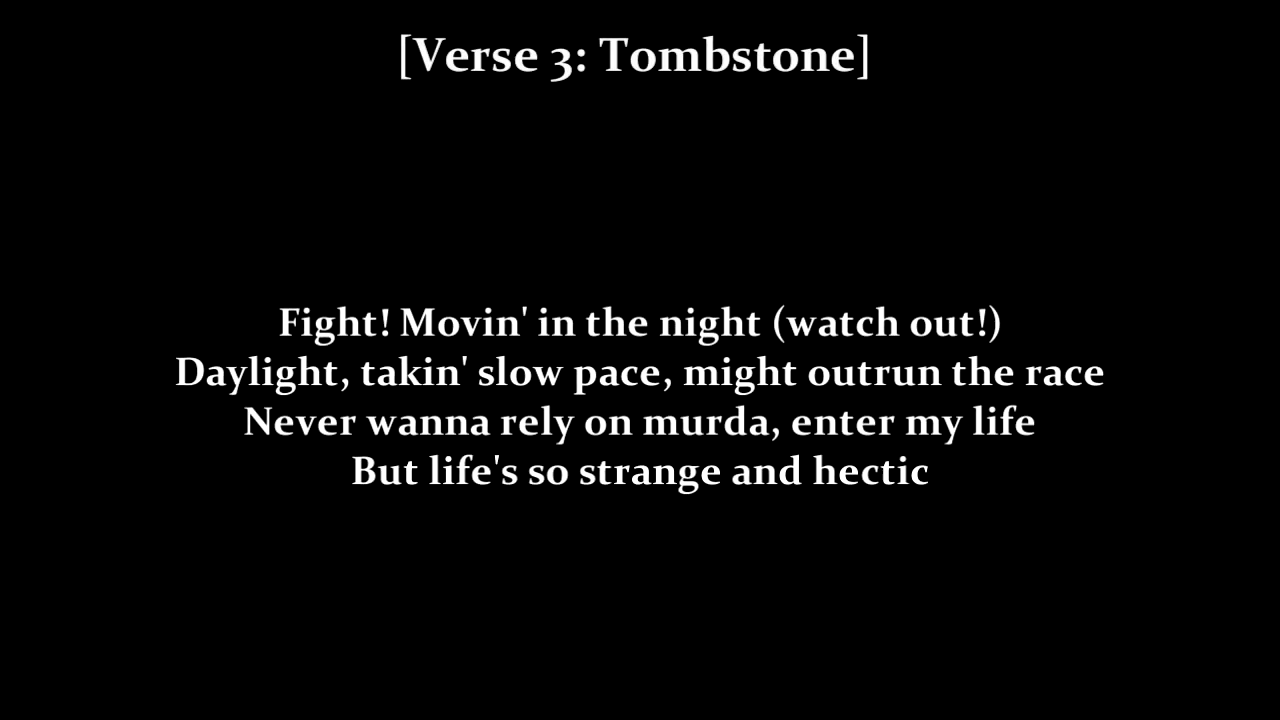 [Verse 3: Tombstone]
Fight! Movin' in the night (watch out!)
Daylight, takin' slow pace, might outrun the race
Never wanna rely on murda, enter my life
But life's so strange and hectic